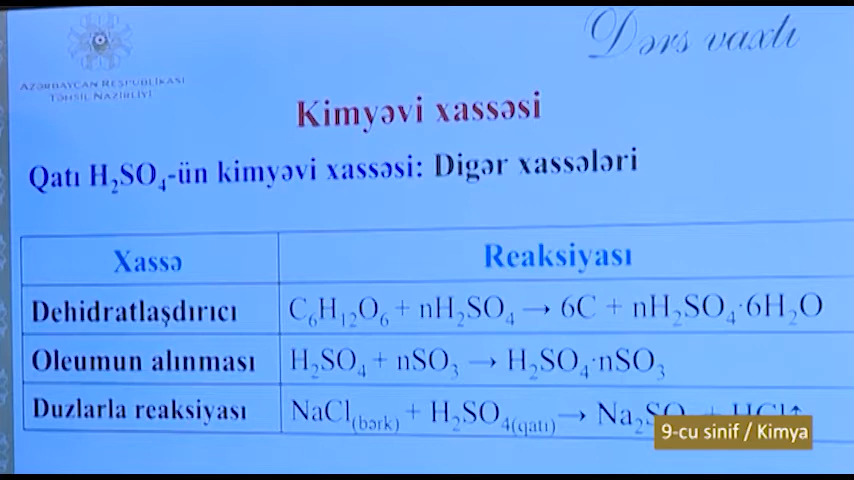 Dərs vaxtı
AZƏRBAYCAN RESPUBLİKASI
TƏHSİL NAZİRLİYİ
Kimyəvi xassəsi
Qatı H₂SO₄-ün kimyəvi xassəsi: Digər xassələri
Xassə Reaksiyası
Dehidratlaşdırıcı C₆H₁₂O₆ + nH₂SO₄ → 6C + nH₂SO₄·6H₂O
Oleumun alınması H₂SO₄ + nSO₃ → H₂SO₄·nSO₃
Duzlarla reaksiyası NaCl(bərk) + H₂SO₄(qatı) → Na₂SO₄ + HCl↑
9-cu sinif / Kimya